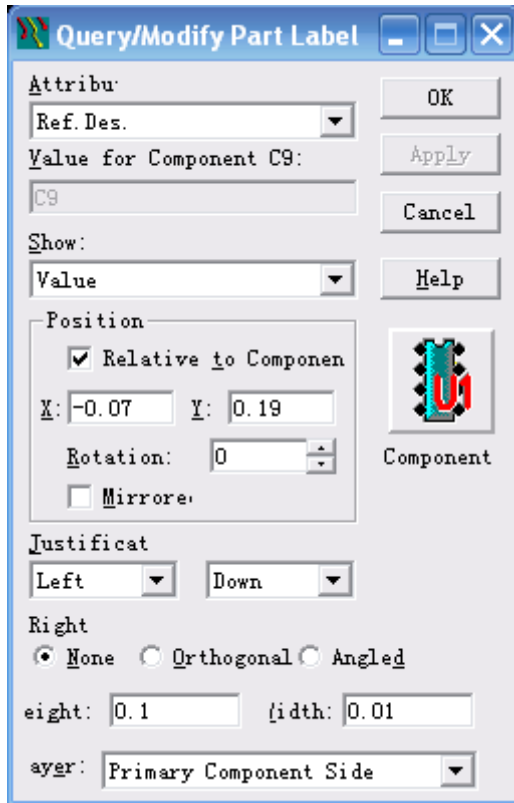 Query/Modify Part Label
Attribu
OK
Ref.Des.
Value for Component C9:
Apply
C9
Cancel
Show:
Value
Help
Position
Relative to Componen
X: -0.07 Y: 0.19
U1
Rotation: 0
Component
Mirrore
Justificat
Left Down
Right
None Orthogonal Angled
eight: 0.1 idth: 0.01
ayer: Primary Component Side